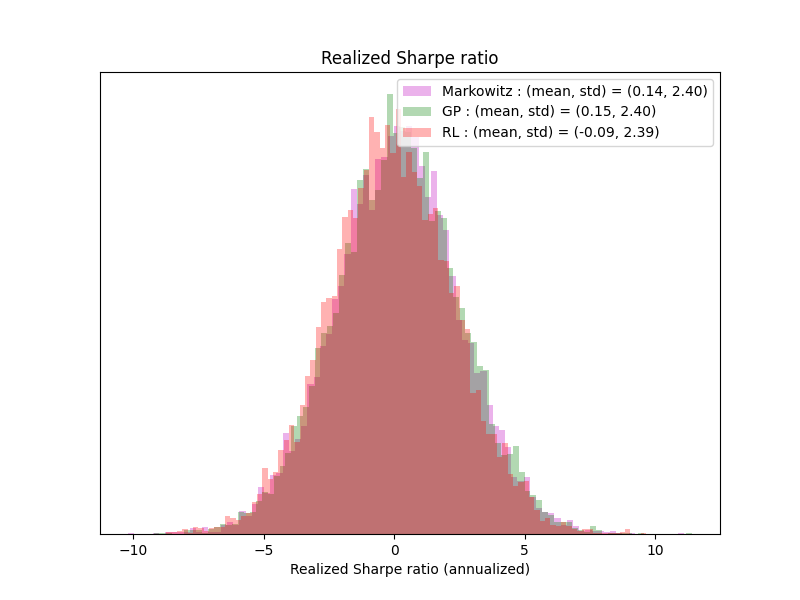 Realized Sharpe ratio
Markowitz : (mean, std) = (0.14, 2.40)
GP : (mean, std) = (0.15, 2.40)
RL : (mean, std) = (-0.09, 2.39)
−10 −5 0 5 10
Realized Sharpe ratio (annualized)